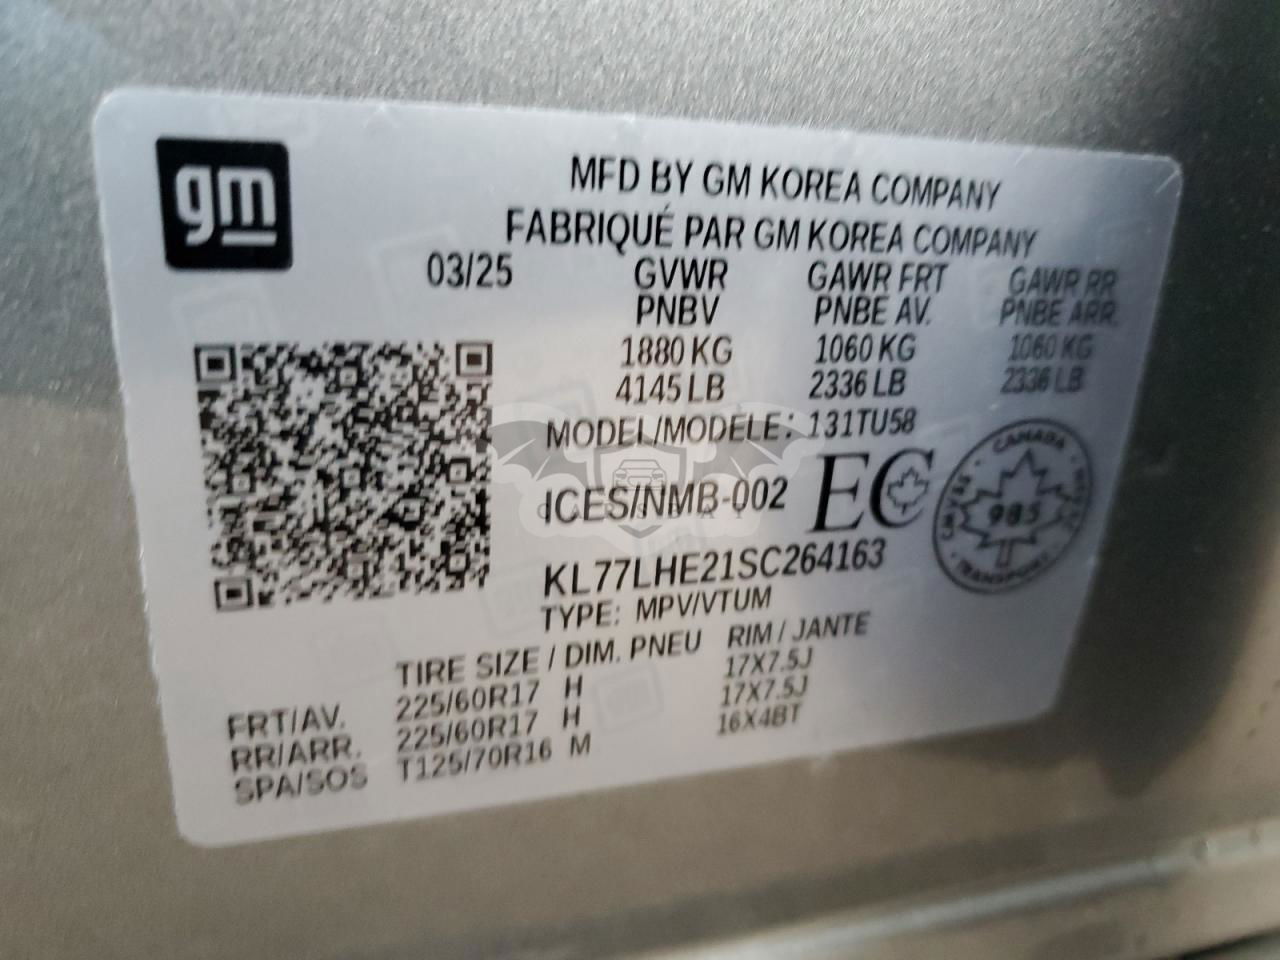 gm
MFD BY GM KOREA COMPANY
FABRIQUÉ PAR GM KOREA COMPANY
03/25 GVWR GAWR FRT GAWR RR
PNBV PNBE AV. PNBE ARR.
1880 KG 1060 KG 1060 KG
4145 LB 2336 LB 2336 LB
MODEL/MODÈLE: 131TU58
ICES/NMB-002 EC
CANADA
985
TRANSPORT
KL77LHE21SC264163
TYPE: MPV/VTUM
TIRE SIZE / DIM. PNEU RIM / JANTE
FRT/AV. 225/60R17 H 17X7.5J
RR/ARR. 225/60R17 H 17X7.5J
SPA/SOS T125/70R16 M 16X4BT